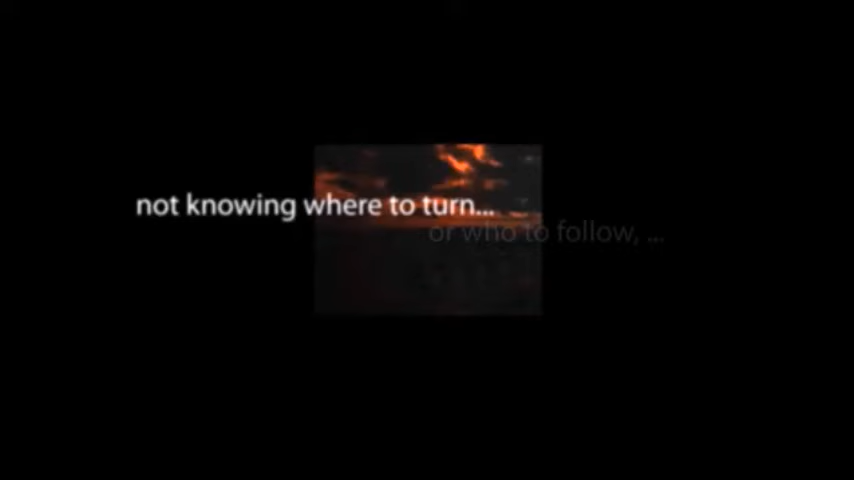 not knowing where to turn...
or who to follow, ...